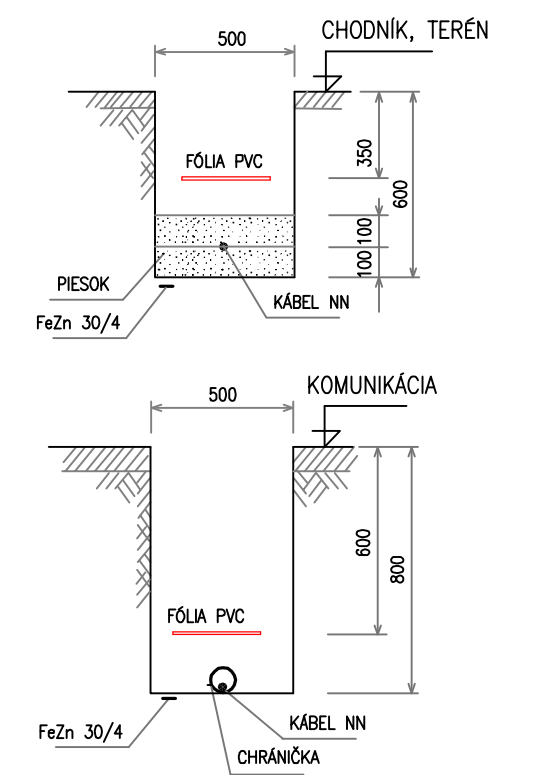 CHODNÍK, TERÉN
500
FÓLIA PVC
350
600
100
100
PIESOK
KÁBEL NN
FeZn 30/4
KOMUNIKÁCIA
500
600
800
FÓLIA PVC
FeZn 30/4
KÁBEL NN
CHRÁNIČKA